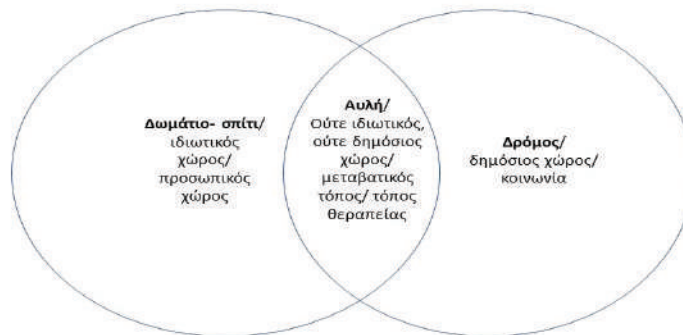 Δωμάτιο- σπίτι/
ιδιωτικός
χώρος/
προσωπικός
χώρος
Αυλή/
Ούτε ιδιωτικός,
ούτε δημόσιος
χώρος/
μεταβατικός
τόπος/ τόπος
θεραπείας
Δρόμος/
δημόσιος χώρος/
κοινωνία